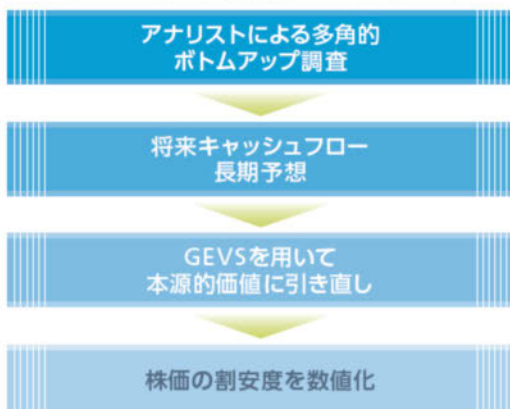 アナリストによる多角的
ボトムアップ調査
将来キャッシュフロー
長期予想
GEVSを用いて
本源的価値に引き直し
株価の割安度を数値化